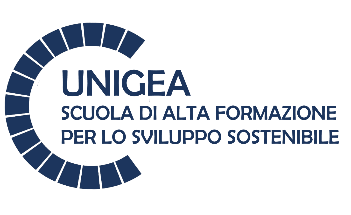 UNIGEA
SCUOLA DI ALTA FORMAZIONE
PER LO SVILUPPO SOSTENIBILE